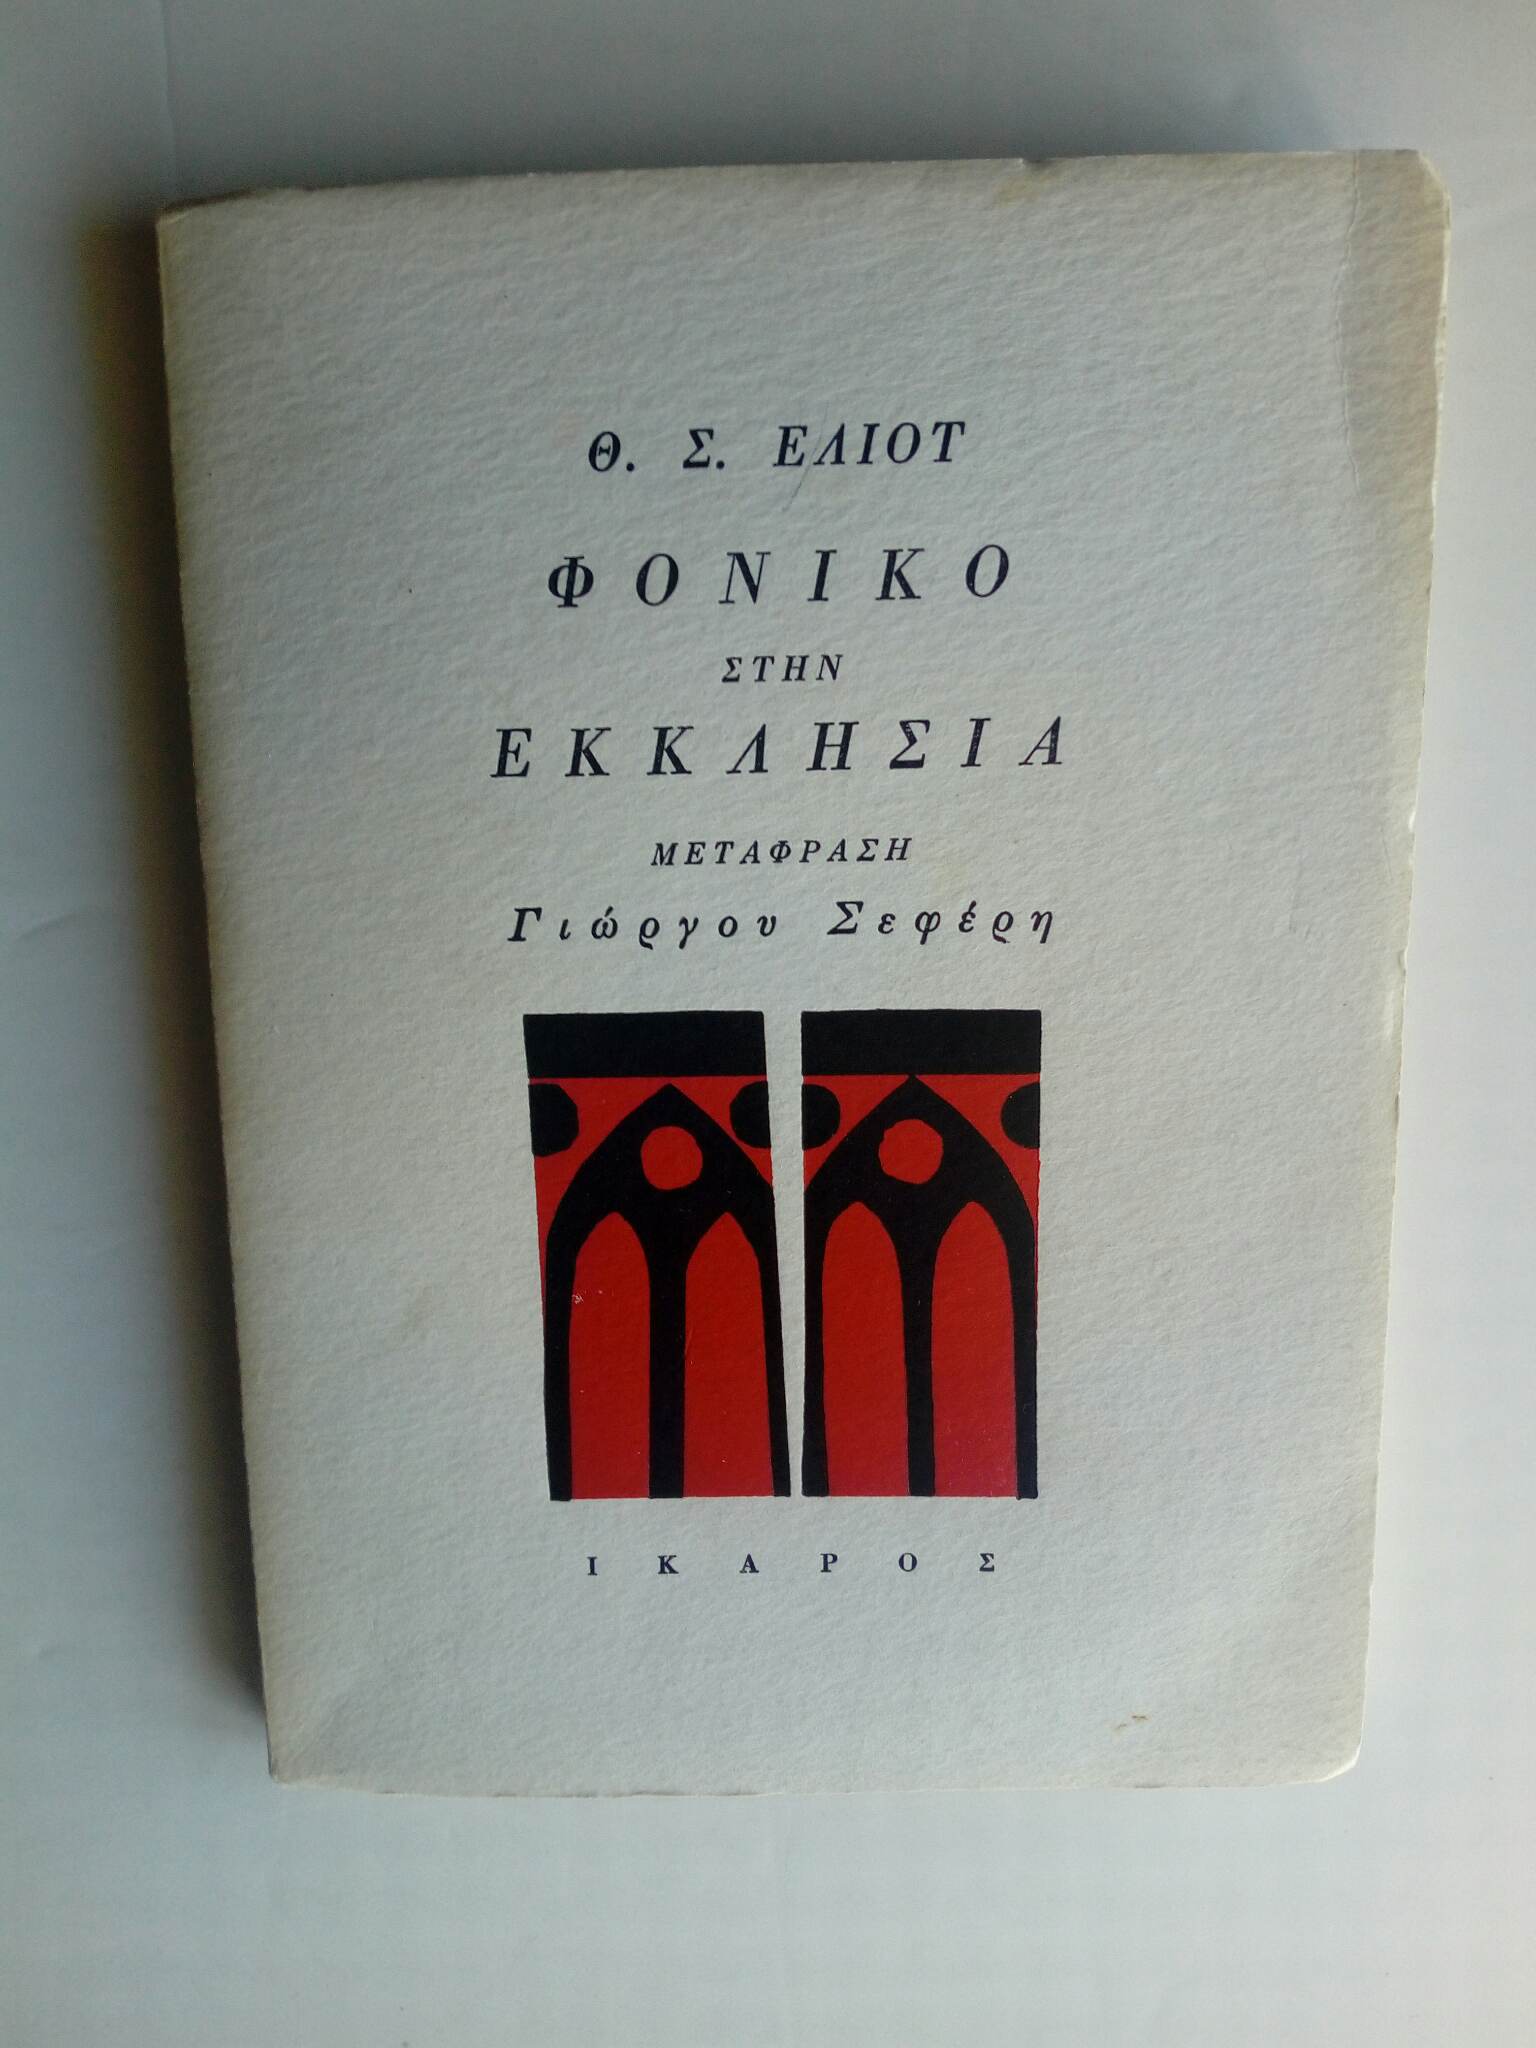 Θ. Σ. ΕΛΙΟΤ
ΦΟΝΙΚΟ
ΣΤΗΝ
ΕΚΚΛΗΣΙΑ
ΜΕΤΑΦΡΑΣΗ
Γιώργου Σεφέρη
ΙΚΑΡΟΣ